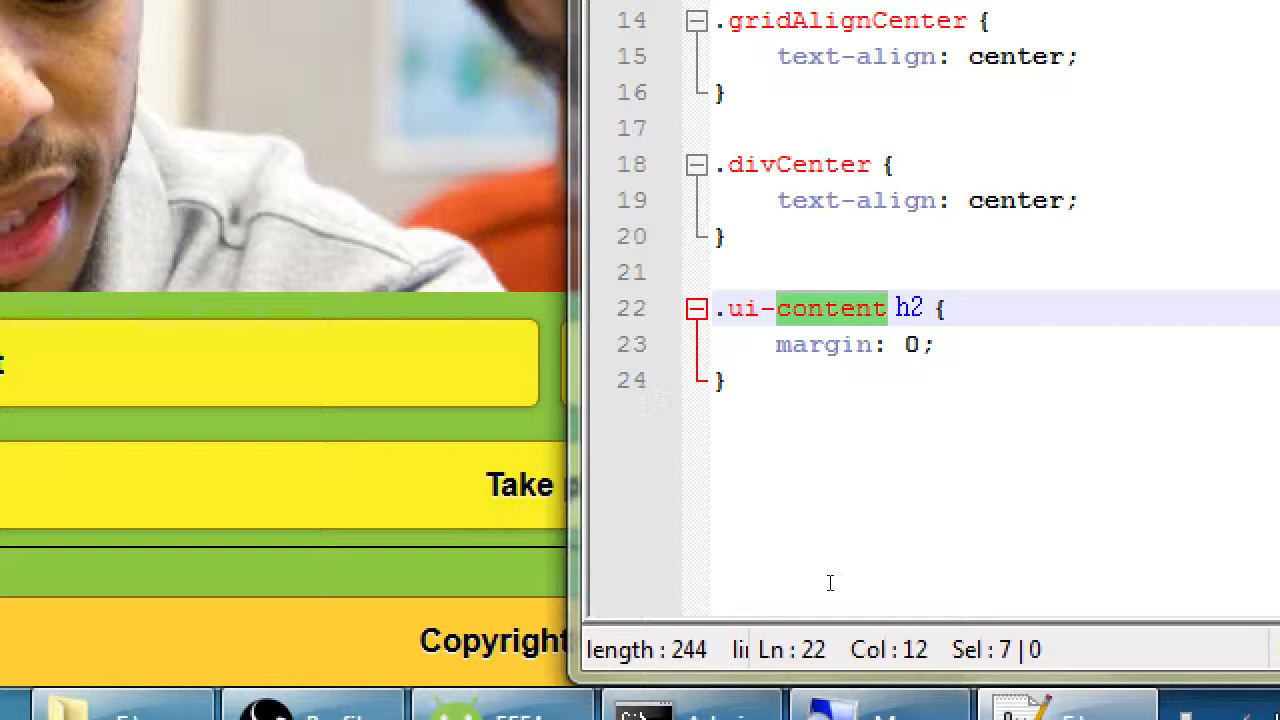 14 .gridAlignCenter {
15 text-align: center;
16 }
17
18 .divCenter {
19 text-align: center;
20 }
21
22 .ui-content h2 {
23 margin: 0;
24 }
Take
Copyright
length : 244 Ln : 22 Col : 12 Sel : 7 | 0